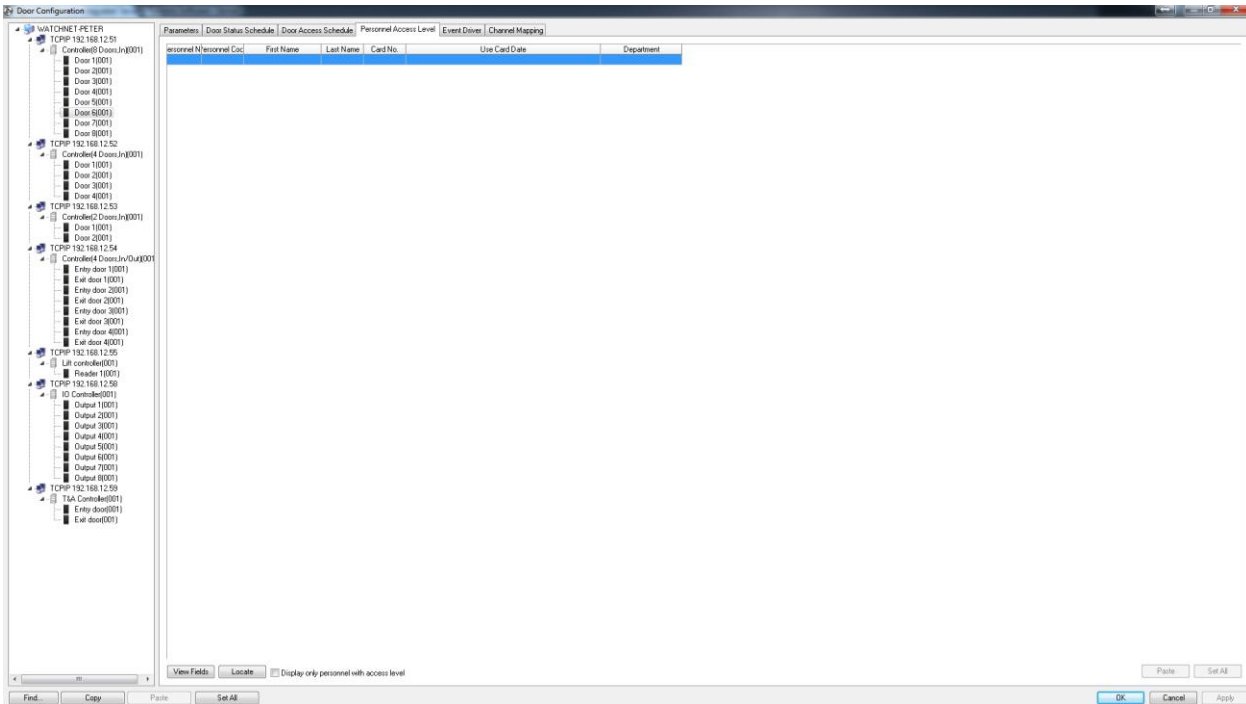 Door Configuration
WATCHNET-PETER
TCPIP 192.168.12.51
Controller(8 Doors,In)(001)
Door 1(001)
Door 2(001)
Door 3(001)
Door 4(001)
Door 5(001)
Door 6(001)
Door 7(001)
Door 8(001)
TCPIP 192.168.12.52
Controller(4 Doors,In)(001)
Door 1(001)
Door 2(001)
Door 3(001)
Door 4(001)
TCPIP 192.168.12.53
Controller(2 Doors,In)(001)
Door 1(001)
Door 2(001)
TCPIP 192.168.12.54
Controller(4 Doors,In/Out)(001
Entry door 1(001)
Exit door 1(001)
Entry door 2(001)
Exit door 2(001)
Entry door 3(001)
Exit door 3(001)
Entry door 4(001)
Exit door 4(001)
TCPIP 192.168.12.55
Lift controller(001)
Reader 1(001)
TCPIP 192.168.12.58
IO Controller(001)
Output 1(001)
Output 2(001)
Output 3(001)
Output 4(001)
Output 5(001)
Output 6(001)
Output 7(001)
Output 8(001)
TCPIP 192.168.12.59
T&A Controller(001)
Entry door(001)
Exit door(001)
Parameters Door Status Schedule Door Access Schedule Personnel Access Level Event Driver Channel Mapping
ersonnel N ersonnel Coc First Name Last Name Card No. Use Card Date Department
View Fields Locate Display only personnel with access level Paste Set All
Find... Copy Paste Set All OK Cancel Apply